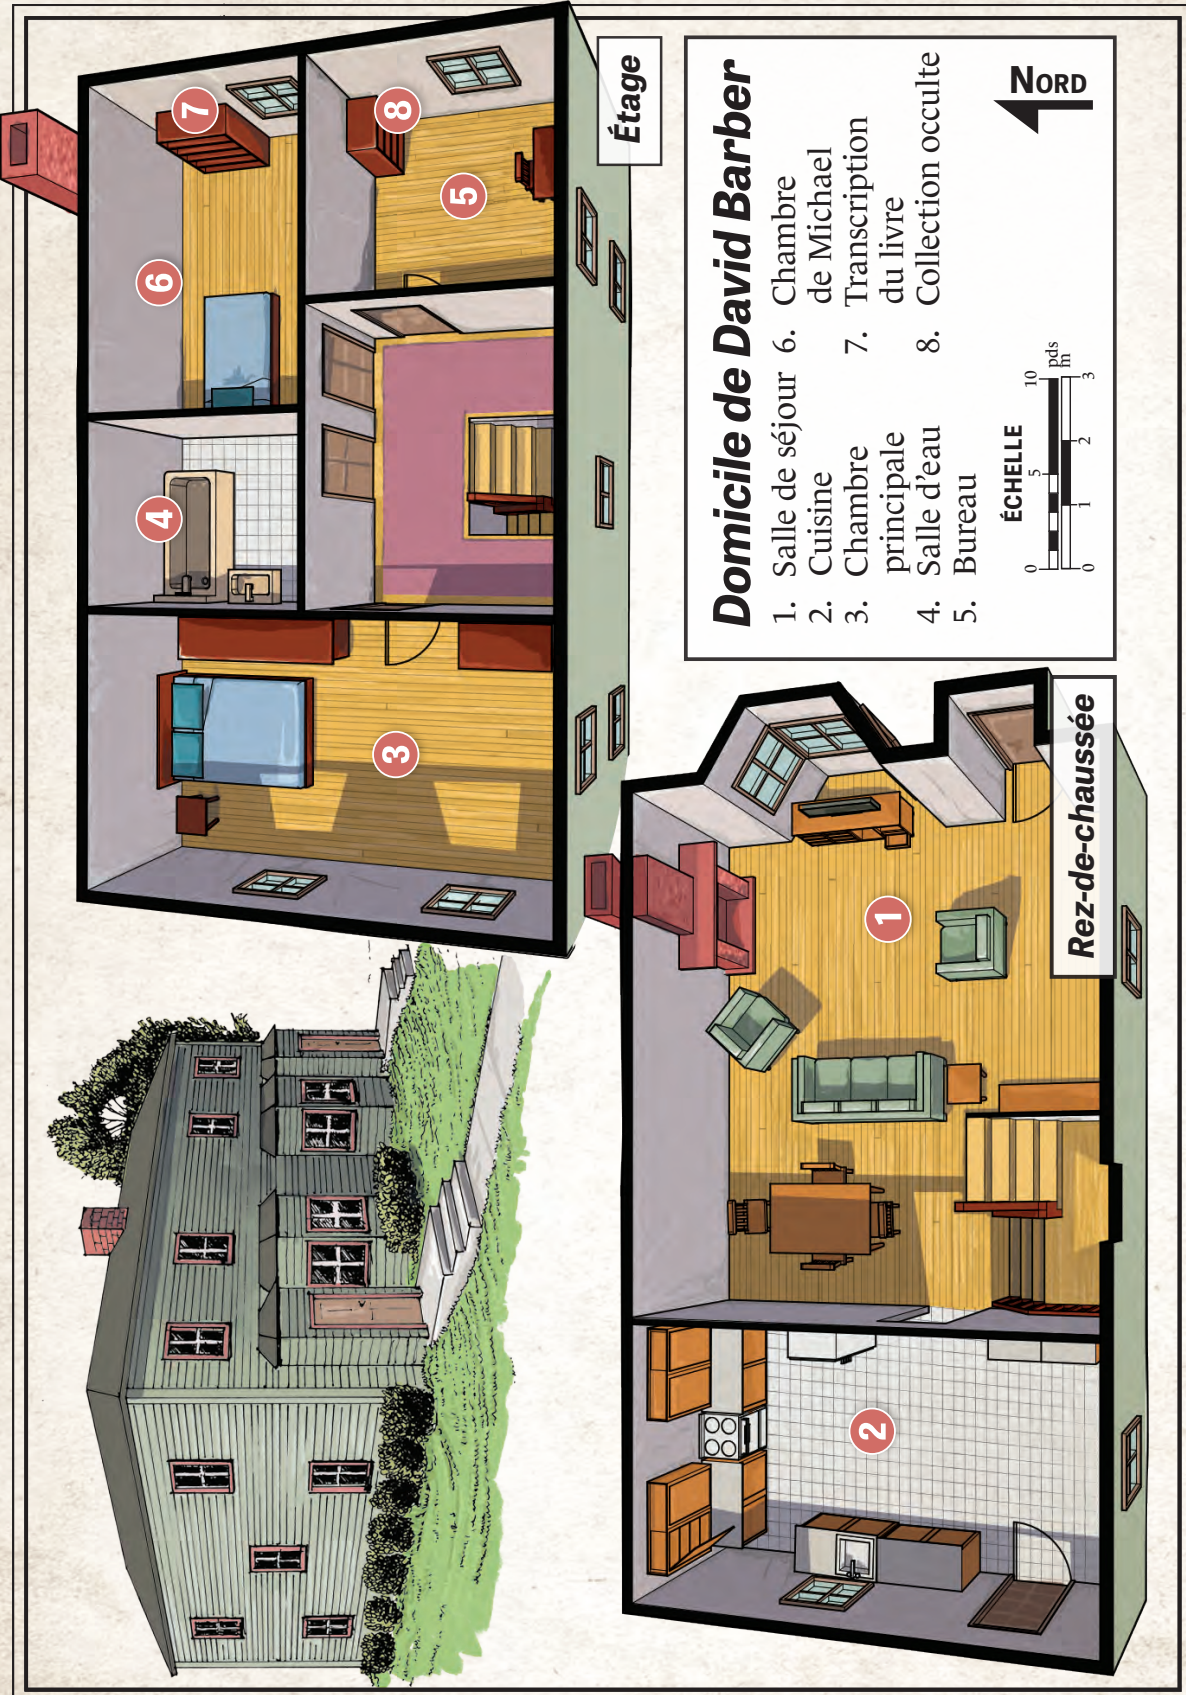 Étage
7
8
6
5
4
3
Domicile de David Barber
1. Salle de séjour
2. Cuisine
3. Chambre
principale
4. Salle d'eau
5. Bureau
6. Chambre
de Michael
7. Transcription
du livre
8. Collection occulte
ÉCHELLE
0 5 10 pds
0 1 2 3 m
NORD
Rez-de-chaussée
1
2